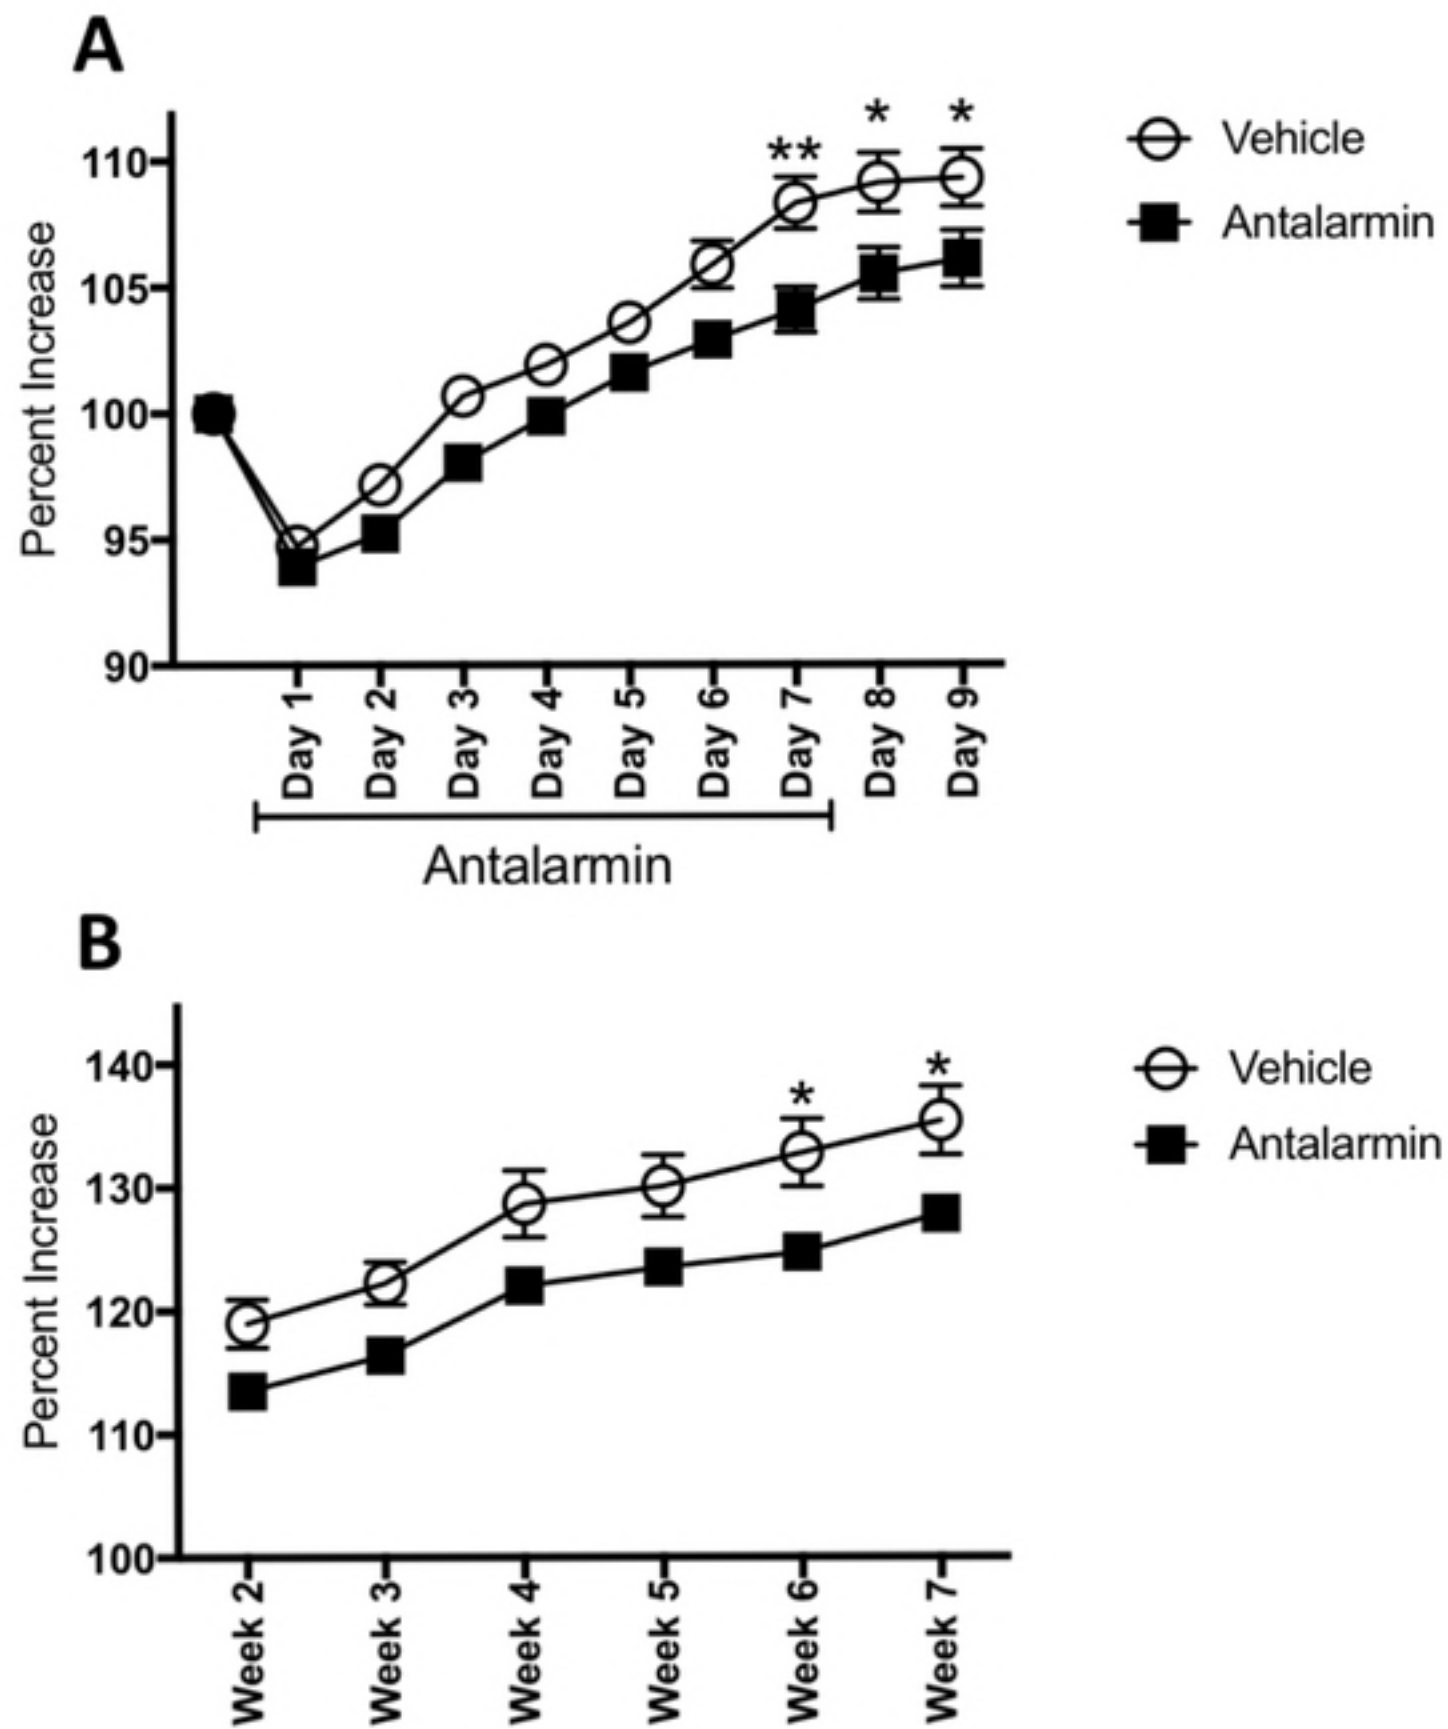 A
Percent Increase
110
105
100
95
90
** * *
Vehicle
Antalarmin
Day 1
Day 2
Day 3
Day 4
Day 5
Day 6
Day 7
Day 8
Day 9
Antalarmin
B
Percent Increase
140
130
120
110
100
* *
Vehicle
Antalarmin
Week 2
Week 3
Week 4
Week 5
Week 6
Week 7